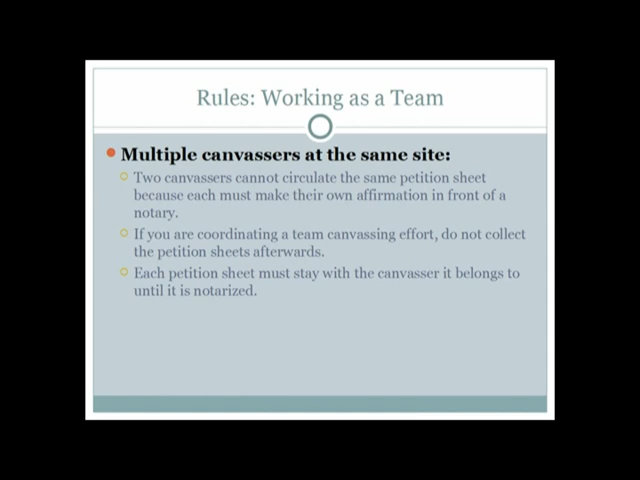 Rules: Working as a Team
Multiple canvassers at the same site:
Two canvassers cannot circulate the same petition sheet
because each must make their own affirmation in front of a
notary.
If you are coordinating a team canvassing effort, do not collect
the petition sheets afterwards.
Each petition sheet must stay with the canvasser it belongs to
until it is notarized.